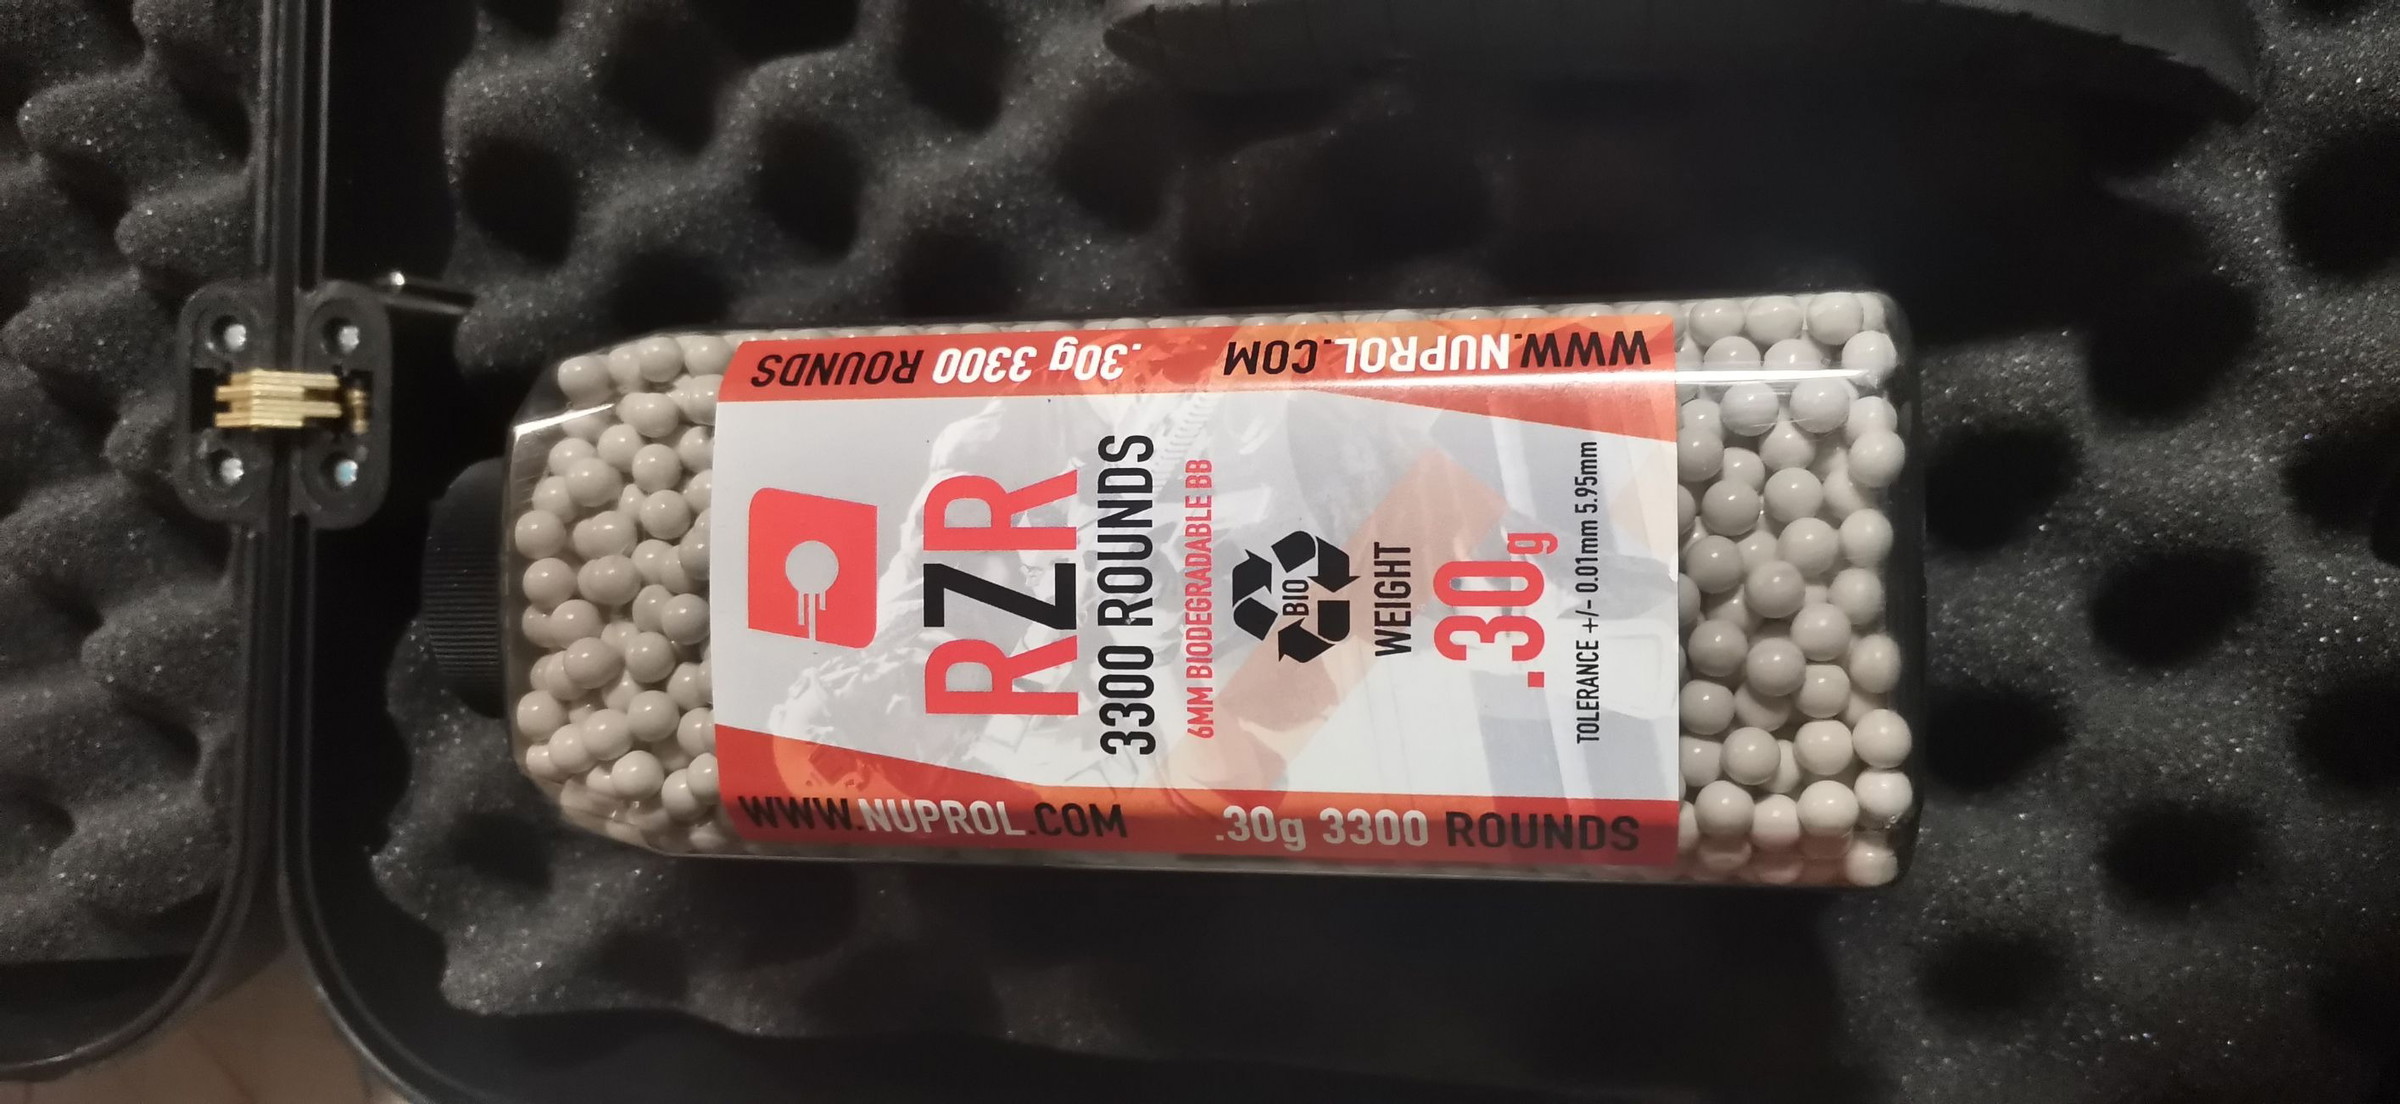 RZR
3300 ROUNDS
6MM BIODEGRADABLE BB
BIO
WEIGHT
.30g
TOLERANCE +/- 0.01mm 5.95mm
WWW.NUPROL.COM .30g 3300 ROUNDS
WWW.NUPROL.COM .30g 3300 ROUNDS